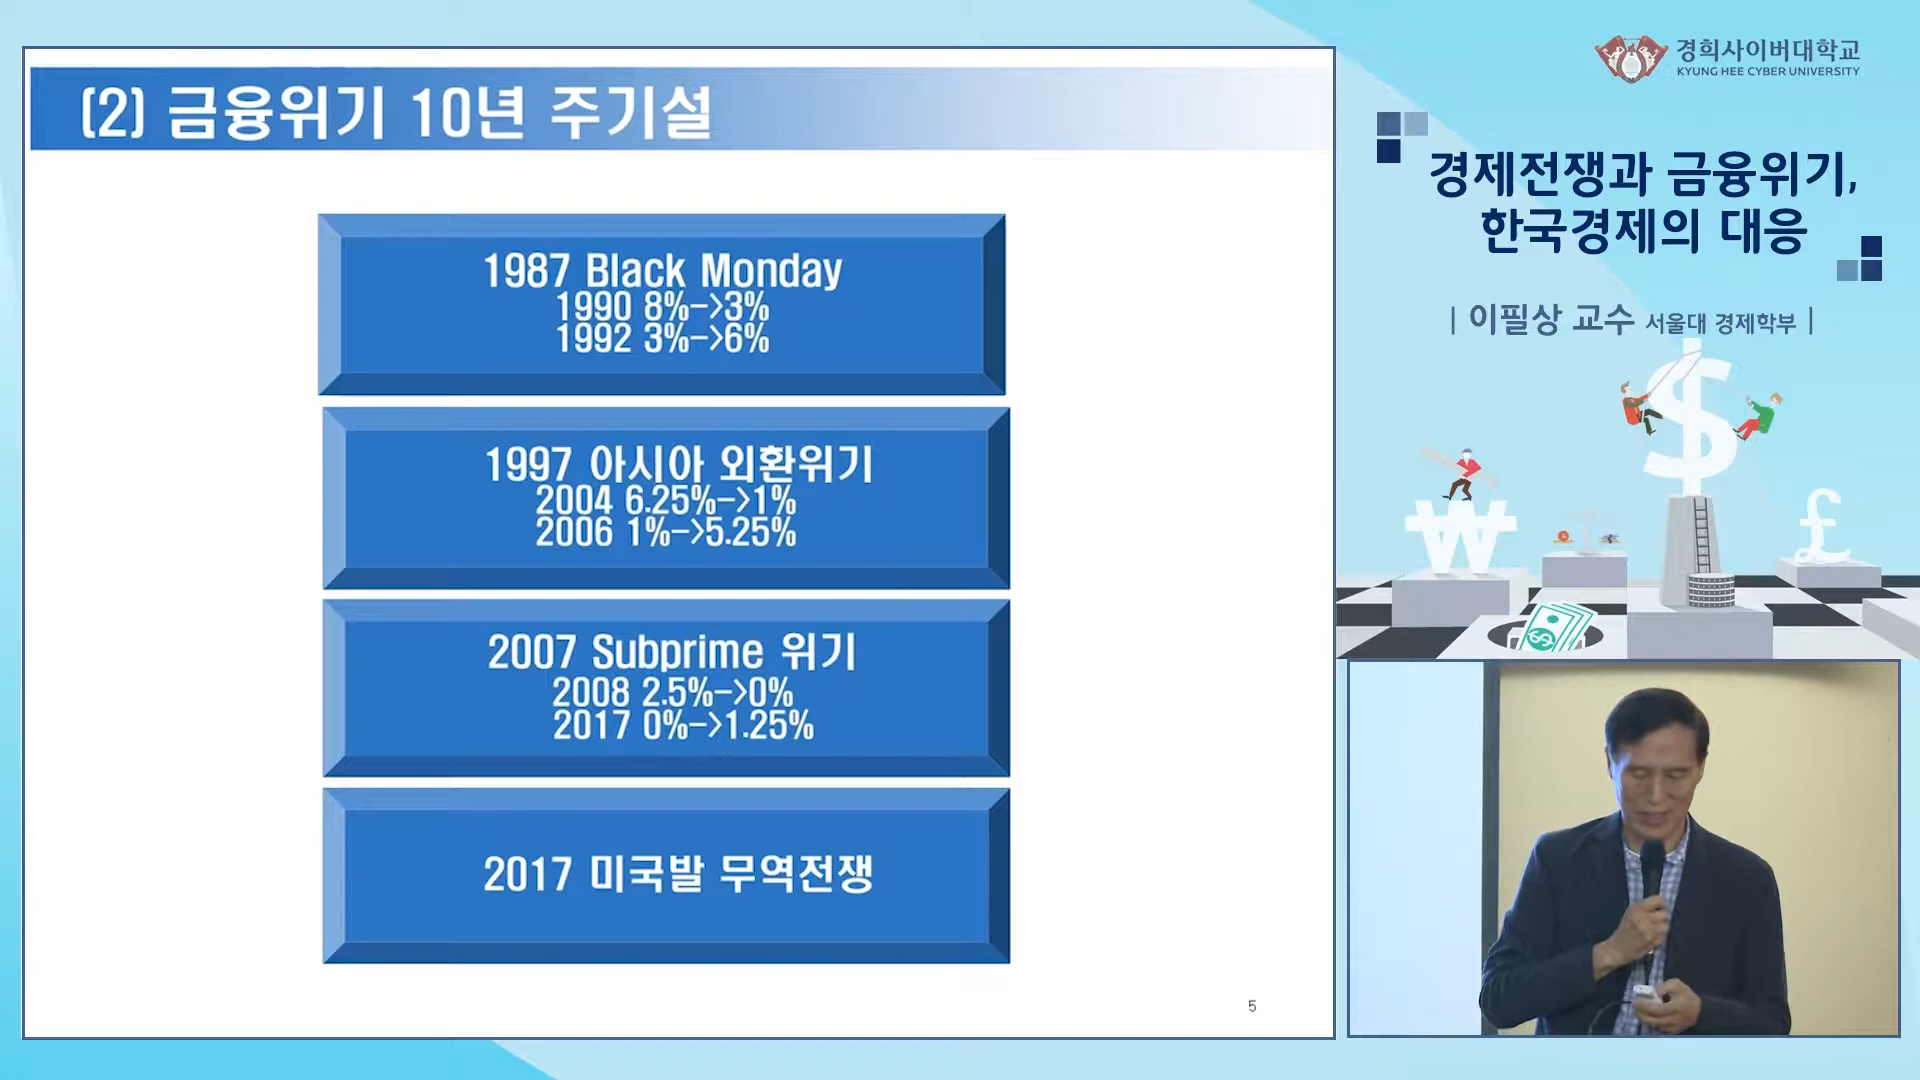 (2) 금융위기 10년 주기설
1987 Black Monday
1990 8%->3%
1992 3%->6%
1997 아시아 외환위기
2004 6.25%->1%
2006 1%->5.25%
2007 Subprime 위기
2008 2.5%->0%
2017 0%->1.25%
2017 미국발 무역전쟁
5
경희사이버대학교
KYUNG HEE CYBER UNIVERSITY
경제전쟁과 금융위기,
한국경제의 대응
| 이필상 교수 서울대 경제학부 |